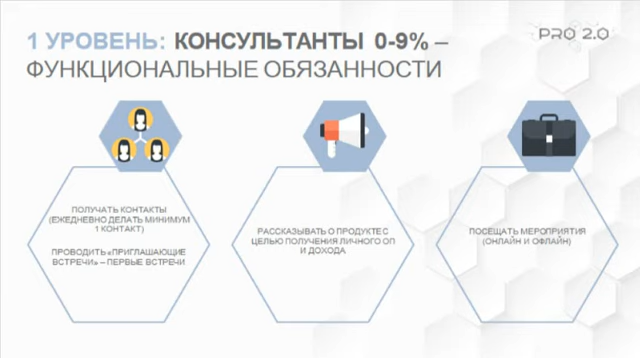 1 УРОВЕНЬ: КОНСУЛЬТАНТЫ 0-9% –
ФУНКЦИОНАЛЬНЫЕ ОБЯЗАННОСТИ
PRO 2.0
ПОЛУЧАТЬ КОНТАКТЫ
(ЕЖЕДНЕВНО ДЕЛАТЬ МИНИМУМ
1 КОНТАКТ)
ПРОВОДИТЬ «ПРИГЛАШАЮЩИЕ
ВСТРЕЧИ» – ПЕРВЫЕ ВСТРЕЧИ
РАССКАЗЫВАТЬ О ПРОДУКТЕ С
ЦЕЛЬЮ ПОЛУЧЕНИЯ ЛИЧНОГО ОП
И ДОХОДА
ПОСЕЩАТЬ МЕРОПРИЯТИЯ
(ОНЛАЙН И ОФЛАЙН)